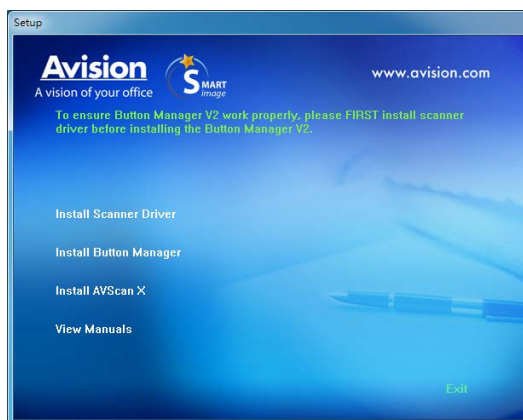 Setup
Avision
A vision of your office
SMART
image
www.avision.com
To ensure Button Manager V2 work properly, please FIRST install scanner
driver before installing the Button Manager V2.
Install Scanner Driver
Install Button Manager
Install AVScan X
View Manuals
Exit